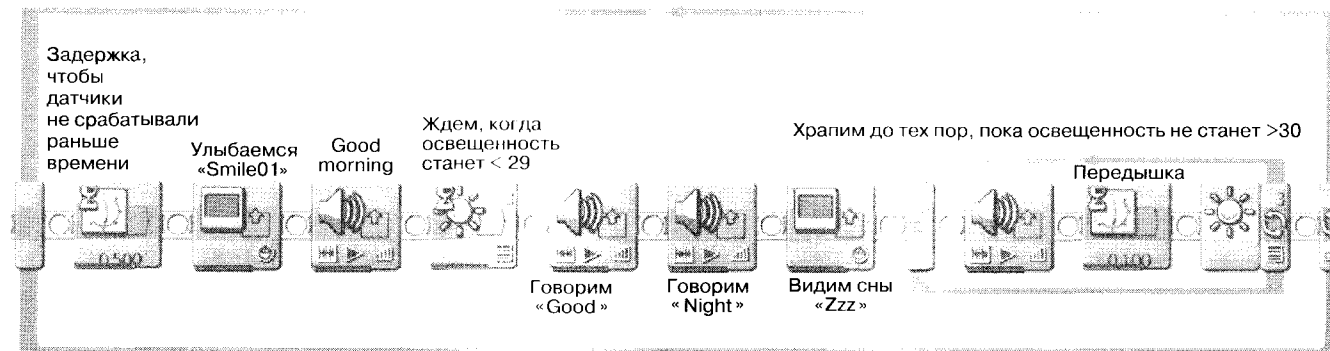 Задержка,
чтобы
датчики
не срабатывали
раньше
времени
Улыбаемся
«Smile01»
Good
morning
Ждем, когда
освещенность
станет < 29
Храпим до тех пор, пока освещенность не станет >30
Передышка
0.500
0.100
Говорим
«Good»
Говорим
«Night»
Видим сны
«Zzz»